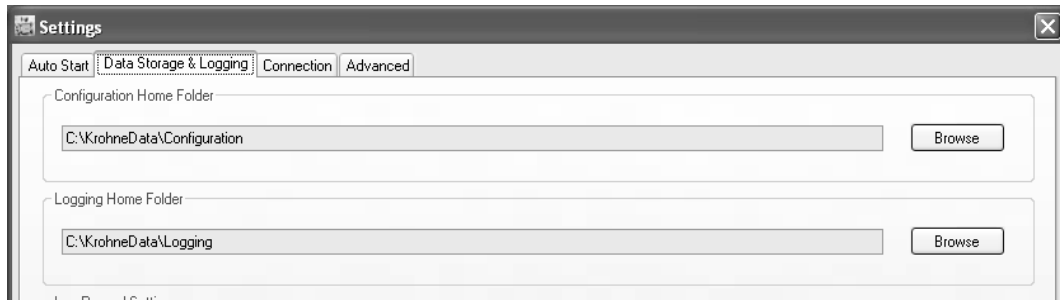 Settings
Auto Start Data Storage & Logging Connection Advanced
Configuration Home Folder
C:\KrohneData\Configuration Browse
Logging Home Folder
C:\KrohneData\Logging Browse